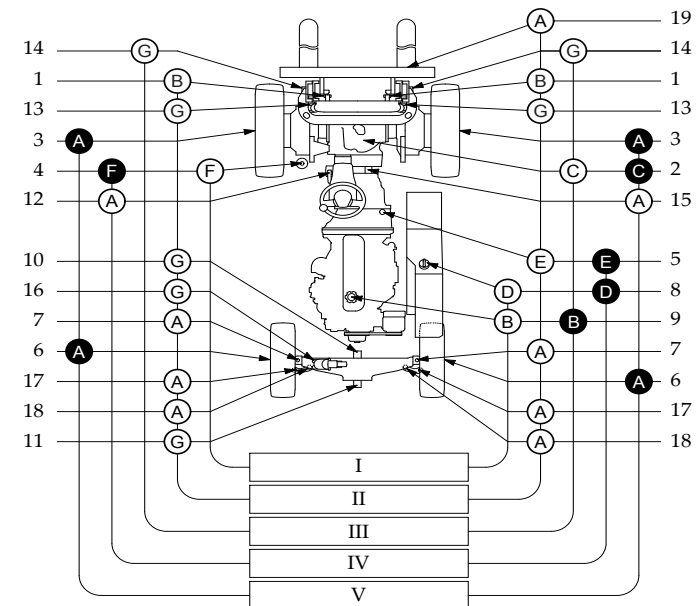 A 19
14 G G 14
1 B B 1
13 G G 13
3 A A 3
4 F F C C 2
12 A A 15
10 G E E 5
16 G D D 8
7 A B B 9
6 A A 7
17 A A 6
18 A A 17
11 G A 18
I
II
III
IV
V